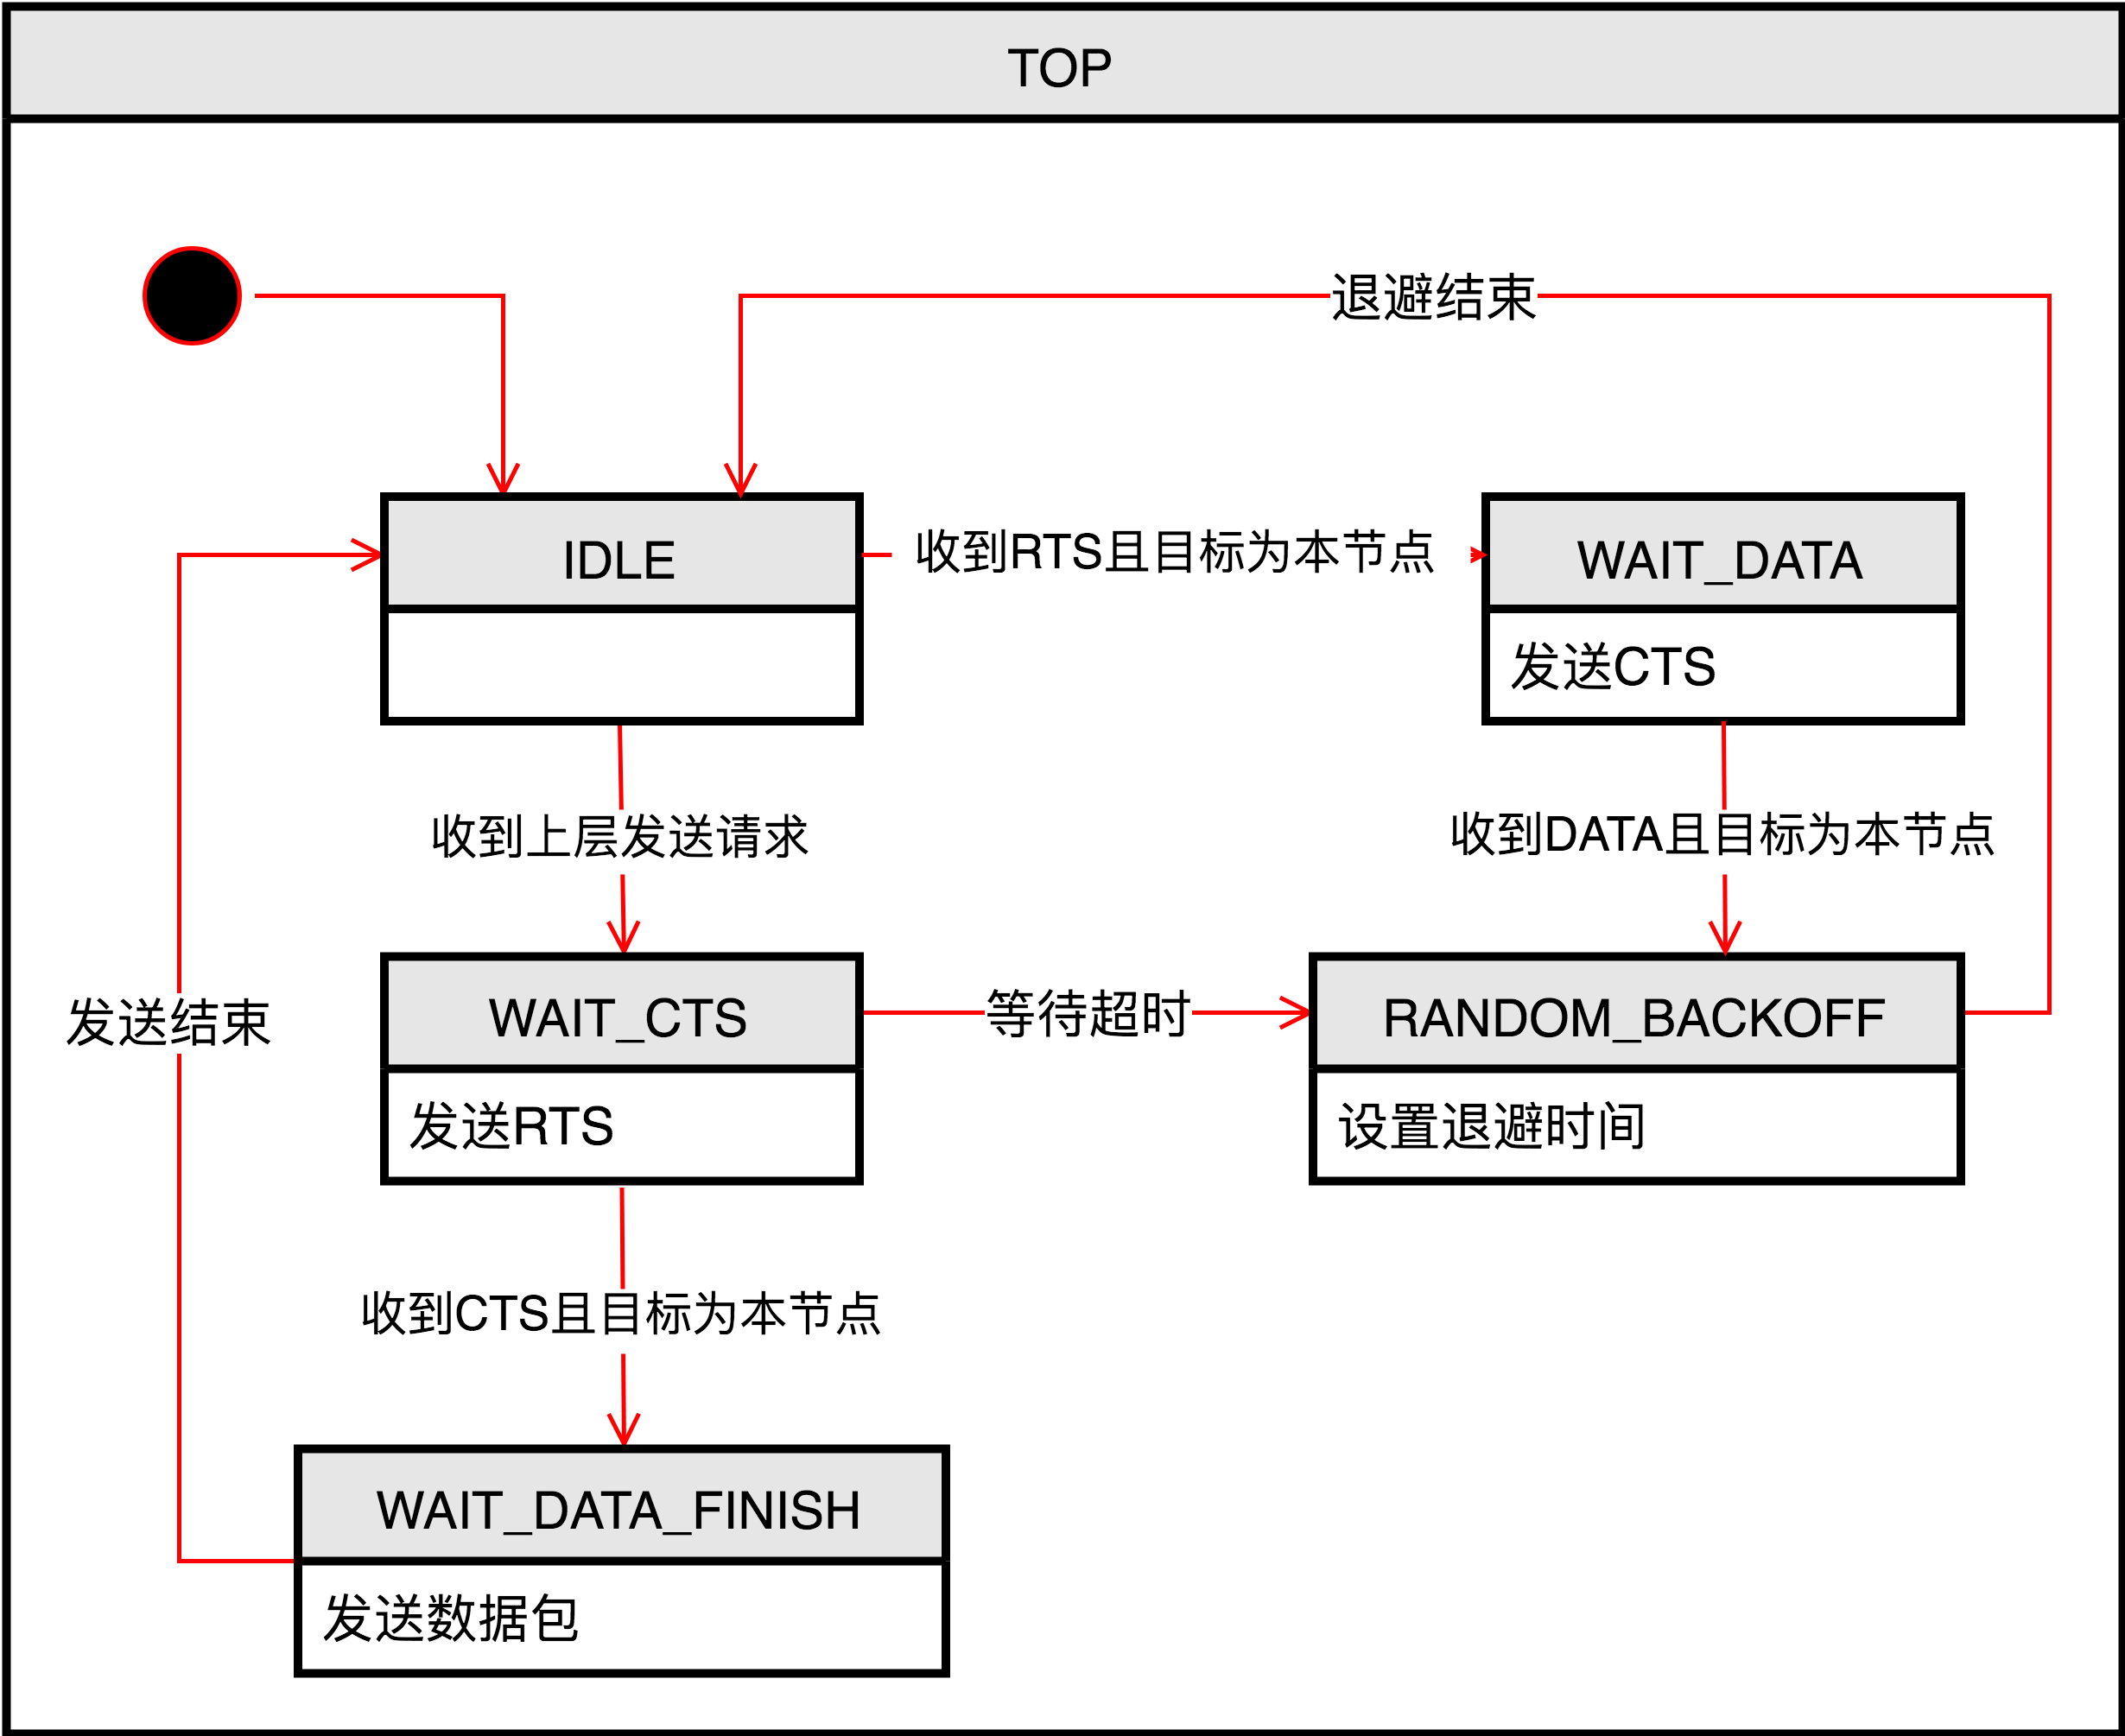 TOP
退避结束
IDLE
收到RTS且目标为本节点
WAIT_DATA
发送CTS
收到上层发送请求
收到DATA且目标为本节点
发送结束
WAIT_CTS
等待超时
RANDOM_BACKOFF
发送RTS
设置退避时间
收到CTS且目标为本节点
WAIT_DATA_FINISH
发送数据包